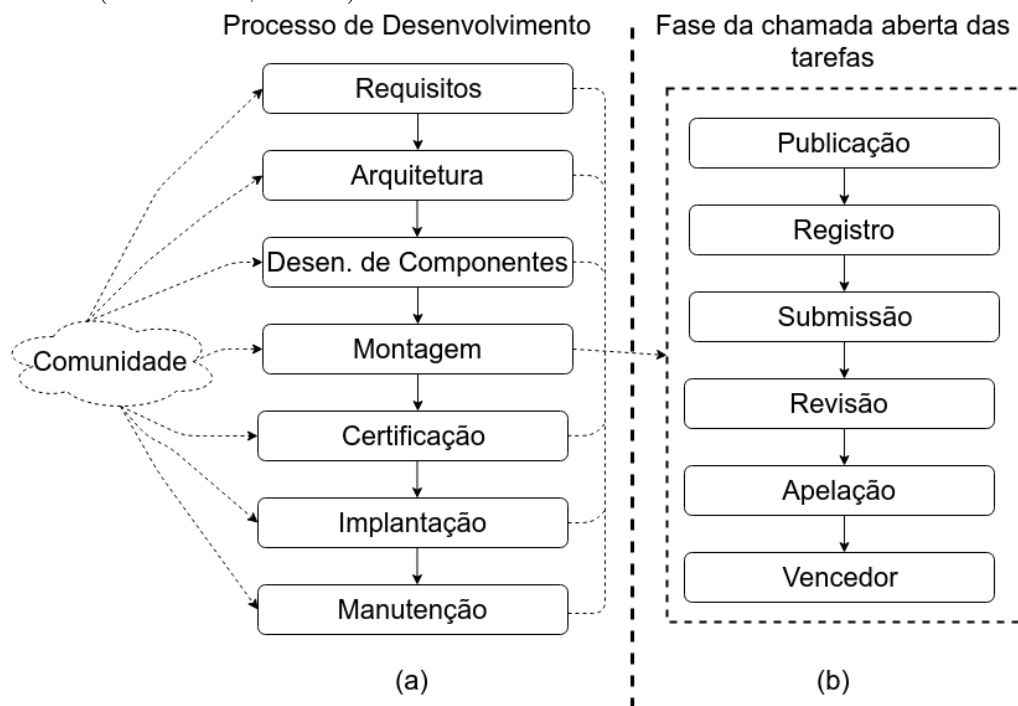 Processo de Desenvolvimento
Requisitos
Arquitetura
Desen. de Componentes
Comunidade
Montagem
Certificação
Implantação
Manutenção
(a)
Fase da chamada aberta das
tarefas
Publicação
Registro
Submissão
Revisão
Apelação
Vencedor
(b)